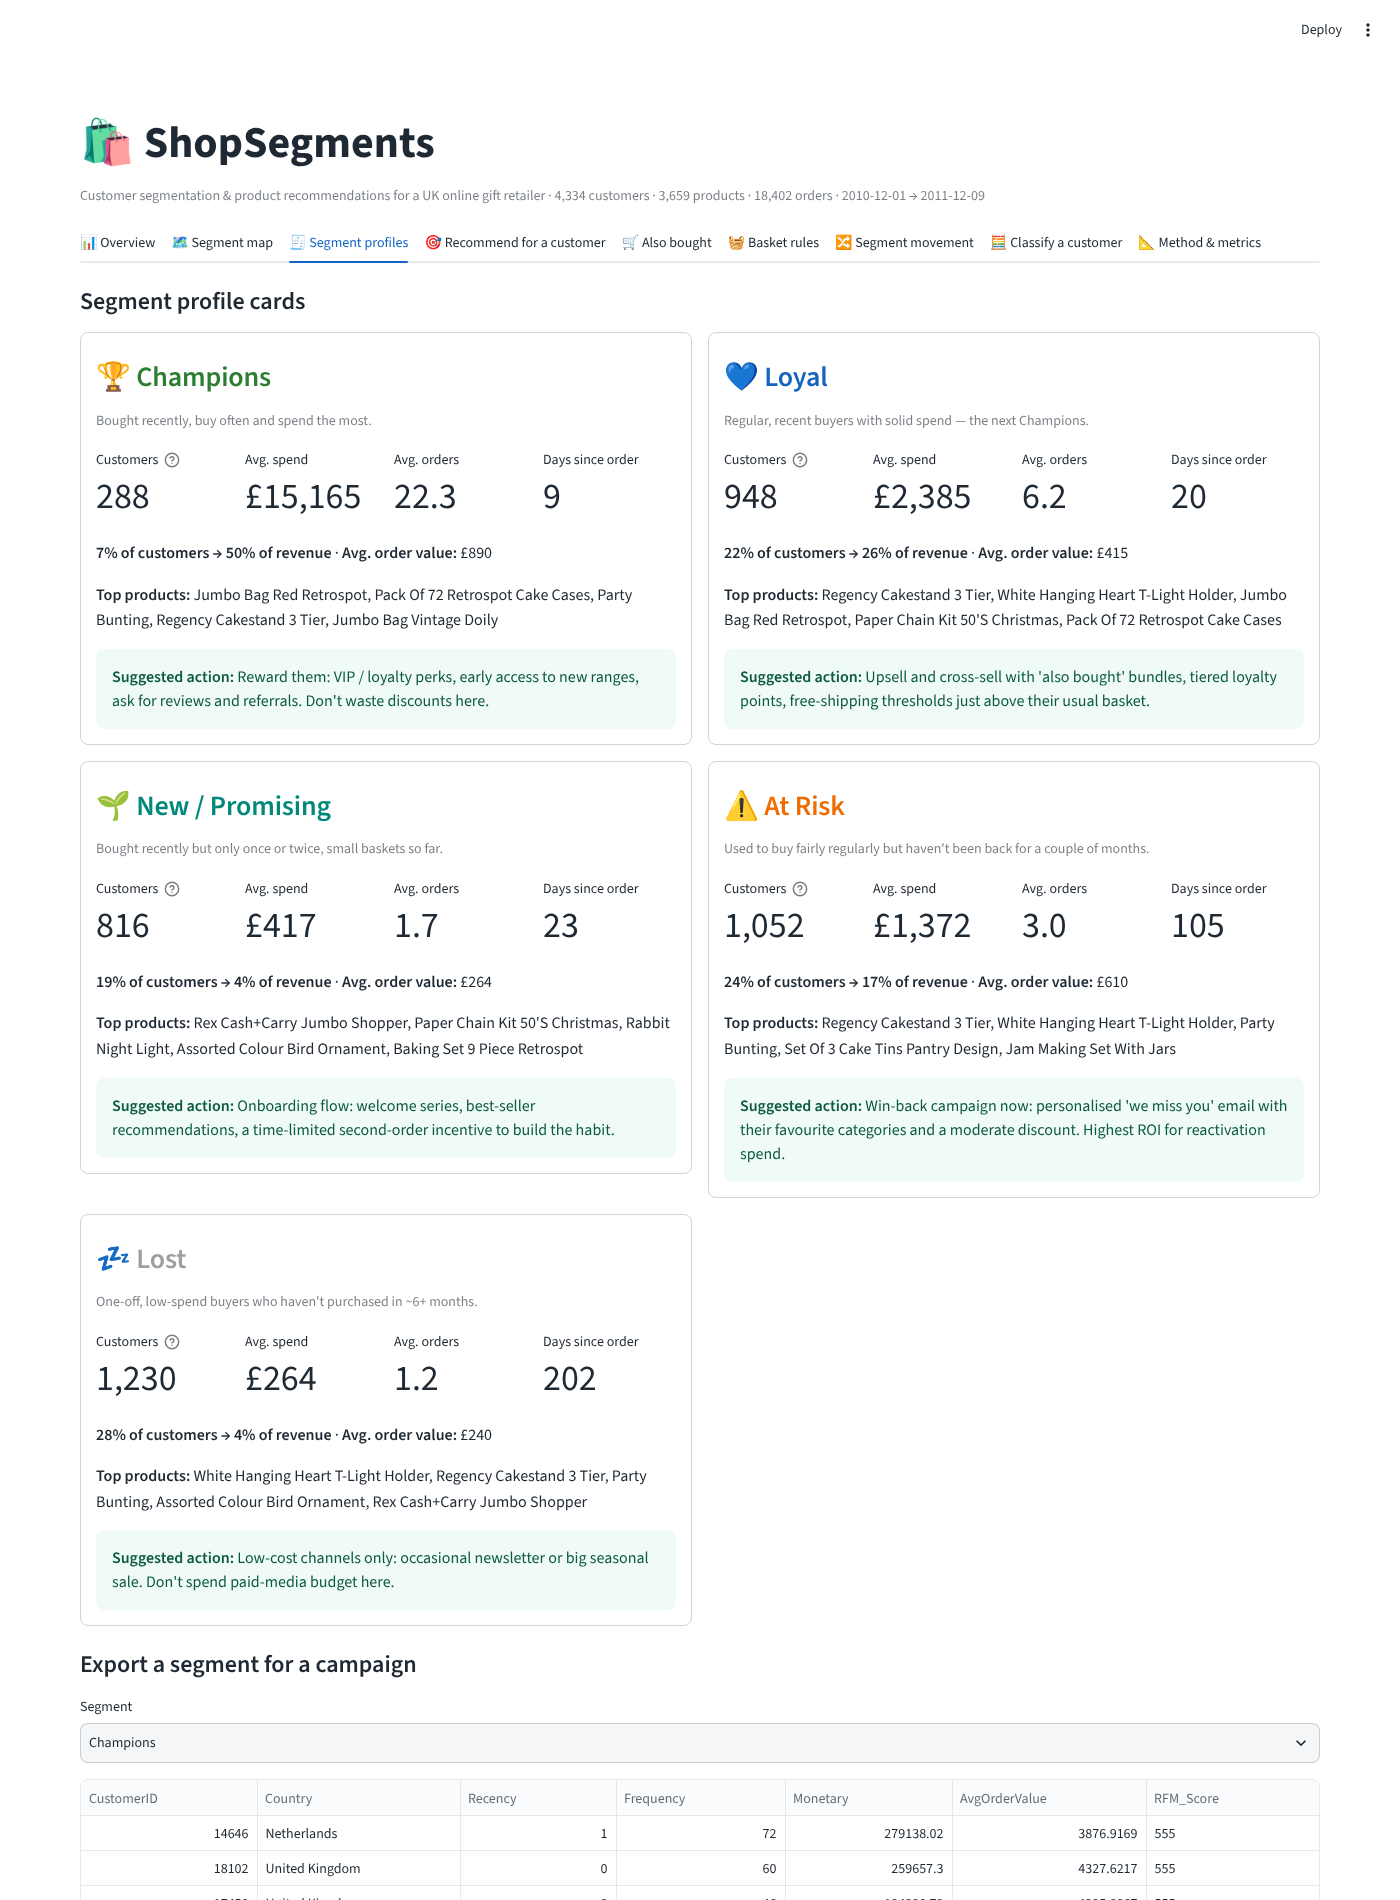 Deploy
ShopSegments
Customer segmentation & product recommendations for a UK online gift retailer · 4,334 customers · 3,659 products · 18,402 orders · 2010-12-01 → 2011-12-09
Overview Segment map Segment profiles Recommend for a customer Also bought Basket rules Segment movement Classify a customer Method & metrics
Segment profile cards
Champions
Bought recently, buy often and spend the most.
Customers Avg. spend Avg. orders Days since order
288 £15,165 22.3 9
7% of customers → 50% of revenue · Avg. order value: £890
Top products: Jumbo Bag Red Retrospot, Pack Of 72 Retrospot Cake Cases, Party
Bunting, Regency Cakestand 3 Tier, Jumbo Bag Vintage Doily
Suggested action: Reward them: VIP / loyalty perks, early access to new ranges,
ask for reviews and referrals. Don't waste discounts here.
Loyal
Regular, recent buyers with solid spend — the next Champions.
Customers Avg. spend Avg. orders Days since order
948 £2,385 6.2 20
22% of customers → 26% of revenue · Avg. order value: £415
Top products: Regency Cakestand 3 Tier, White Hanging Heart T-Light Holder, Jumbo
Bag Red Retrospot, Paper Chain Kit 50'S Christmas, Pack Of 72 Retrospot Cake Cases
Suggested action: Upsell and cross-sell with 'also bought' bundles, tiered loyalty
points, free-shipping thresholds just above their usual basket.
New / Promising
Bought recently but only once or twice, small baskets so far.
Customers Avg. spend Avg. orders Days since order
816 £417 1.7 23
19% of customers → 4% of revenue · Avg. order value: £264
Top products: Rex Cash+Carry Jumbo Shopper, Paper Chain Kit 50'S Christmas, Rabbit
Night Light, Assorted Colour Bird Ornament, Baking Set 9 Piece Retrospot
Suggested action: Onboarding flow: welcome series, best-seller
recommendations, a time-limited second-order incentive to build the habit.
At Risk
Used to buy fairly regularly but haven't been back for a couple of months.
Customers Avg. spend Avg. orders Days since order
1,052 £1,372 3.0 105
24% of customers → 17% of revenue · Avg. order value: £610
Top products: Regency Cakestand 3 Tier, White Hanging Heart T-Light Holder, Party
Bunting, Set Of 3 Cake Tins Pantry Design, Jam Making Set With Jars
Suggested action: Win-back campaign now: personalised 'we miss you' email with
their favourite categories and a moderate discount. Highest ROI for reactivation
spend.
Lost
One-off, low-spend buyers who haven't purchased in ~6+ months.
Customers Avg. spend Avg. orders Days since order
1,230 £264 1.2 202
28% of customers → 4% of revenue · Avg. order value: £240
Top products: White Hanging Heart T-Light Holder, Regency Cakestand 3 Tier, Party
Bunting, Assorted Colour Bird Ornament, Rex Cash+Carry Jumbo Shopper
Suggested action: Low-cost channels only: occasional newsletter or big seasonal
sale. Don't spend paid-media budget here.
Export a segment for a campaign
Segment
Champions
CustomerID Country Recency Frequency Monetary AvgOrderValue RFM_Score
14646 Netherlands 1 72 279138.02 3876.9169 555
18102 United Kingdom 0 60 259657.3 4327.6217 555